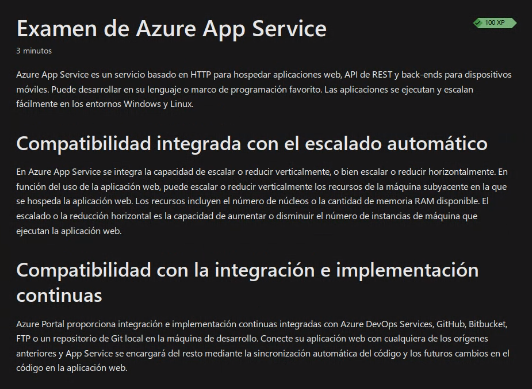 Examen de Azure App Service
100 XP
3 minutos
Azure App Service es un servicio basado en HTTP para hospedar aplicaciones web, API de REST y back-ends para dispositivos
móviles. Puede desarrollar en su lenguaje o marco de programación favorito. Las aplicaciones se ejecutan y escalan
fácilmente en los entornos Windows y Linux.
Compatibilidad integrada con el escalado automático
En Azure App Service se integra la capacidad de escalar o reducir verticalmente, o bien escalar o reducir horizontalmente. En
función del uso de la aplicación web, puede escalar o reducir verticalmente los recursos de la máquina subyacente en la que
se hospeda la aplicación web. Los recursos incluyen el número de núcleos o la cantidad de memoria RAM disponible. El
escalado o la reducción horizontal es la capacidad de aumentar o disminuir el número de instancias de máquina que
ejecutan la aplicación web.
Compatibilidad con la integración e implementación
continuas
Azure Portal proporciona integración e implementación continuas integradas con Azure DevOps Services, GitHub, Bitbucket,
FTP o un repositorio de Git local en la máquina de desarrollo. Conecte su aplicación web con cualquiera de los orígenes
anteriores y App Service se encargará del resto mediante la sincronización automática del código y los futuros cambios en el
código en la aplicación web.